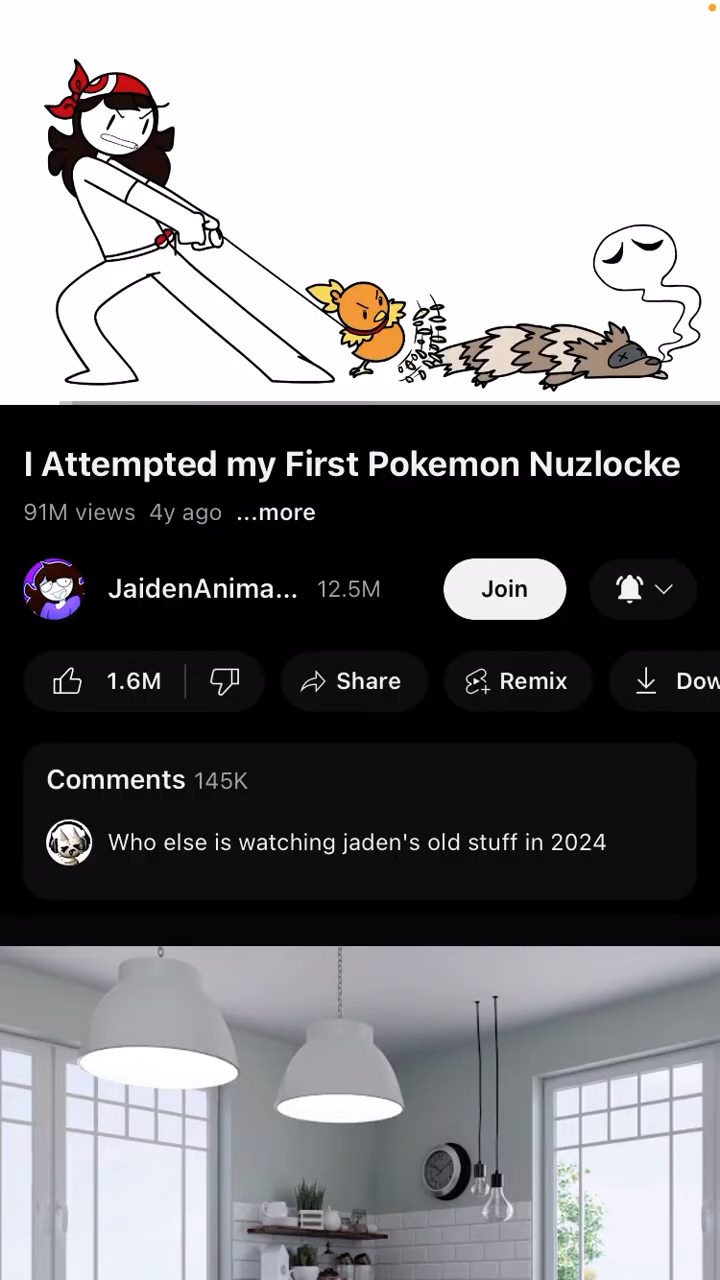 I Attempted my First Pokemon Nuzlocke
91M views 4y ago ...more
JaidenAnima... 12.5M Join
1.6M Share Remix Dow
Comments 145K
Who else is watching jaden's old stuff in 2024